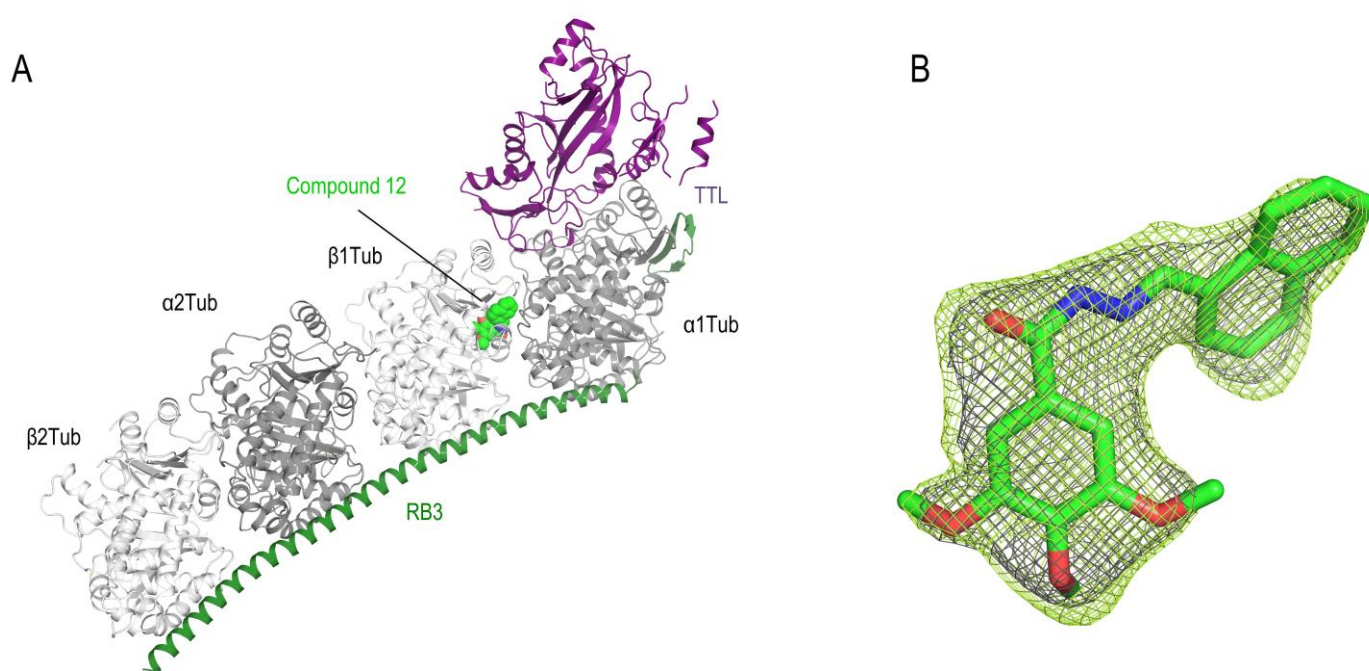 A
B
Compound 12
TTL
β1Tub
α2Tub
α1Tub
β2Tub
RB3